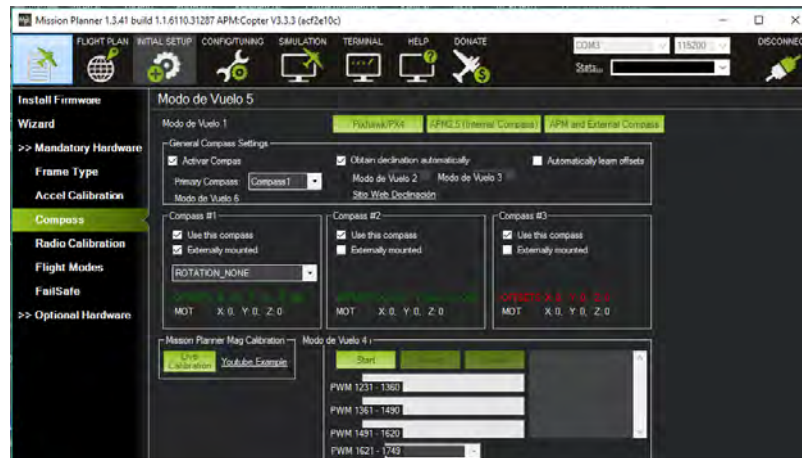 Mission Planner 1.3.41 build 1.1.6110.31287 APM:Copter V3.3.3 (acf2e10c)
FLIGHT PLAN INITIAL SETUP CONFIG/TUNING SIMULATION TERMINAL HELP DONATE
COM3 115200 DISCONNEC
Stats...
Install Firmware
Wizard
>> Mandatory Hardware
Frame Type
Accel Calibration
Compass
Radio Calibration
Flight Modes
FailSafe
>> Optional Hardware
Modo de Vuelo 5
Modo de Vuelo 1 Pixhawk/PX4 APM2.5 (Internal Compass) APM and External Compass
General Compass Settings
Activar Compas Obtain declination automatically Automatically learn offsets
Primary Compass: Compass1 Modo de Vuelo 2 Modo de Vuelo 3
Modo de Vuelo 6 Sitio Web Declinación
Compass #1 Compass #2 Compass #3
Use this compass Use this compass Use this compass
Externally mounted Externally mounted Externally mounted
ROTATION_NONE
MOT X: 0, Y: 0, Z: 0 MOT X: 0, Y: 0, Z: 0 MOT X: 0, Y: 0, Z: 0
Mission Planner Mag Calibration Modo de Vuelo 4
Live Calibration Youtube Example Start
PWM 1231 - 1360
PWM 1361 - 1490
PWM 1491 - 1620
PWM 1621 - 1749